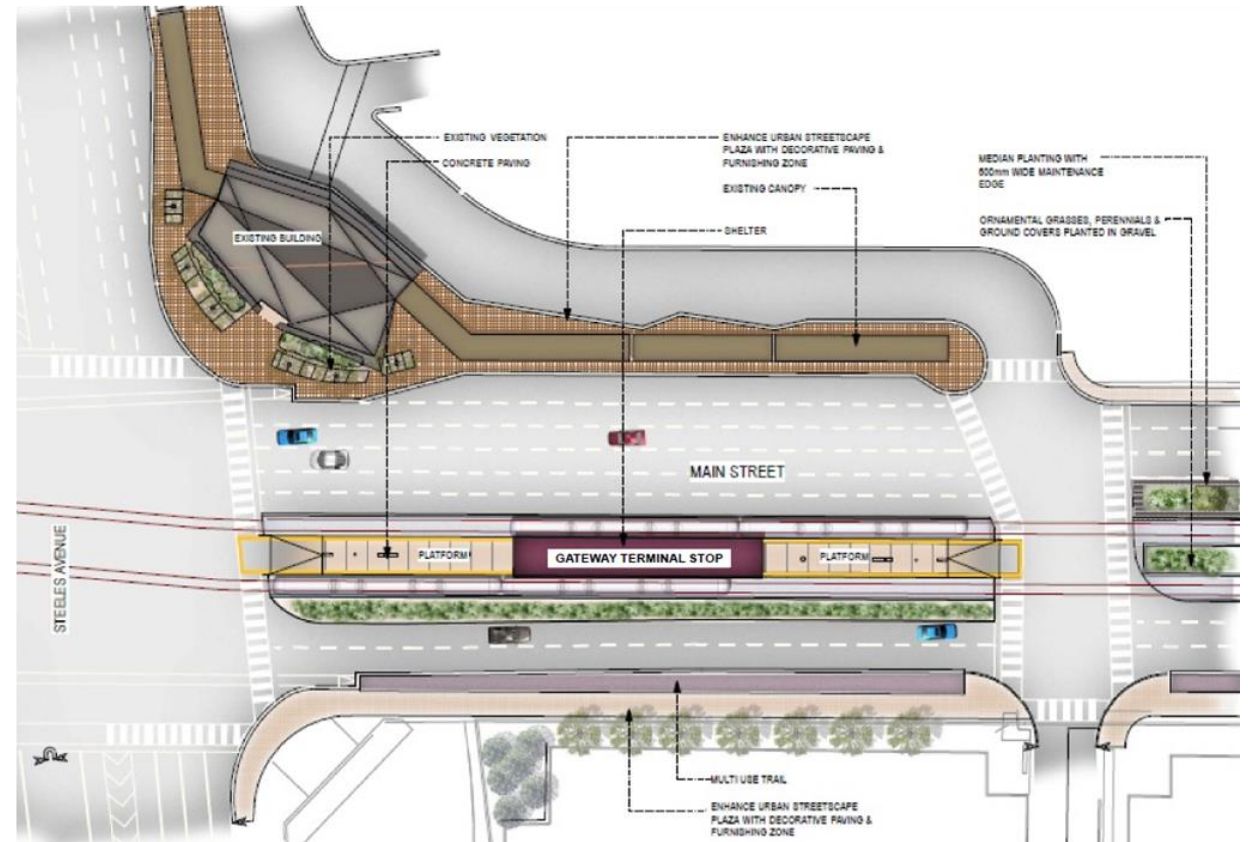 EXISTING VEGETATION
CONCRETE PAVING
ENHANCE URBAN STREETSCAPE
PLAZA WITH DECORATIVE PAVING &
FURNISHING ZONE
EXISTING CANOPY
SHELTER
MEDIAN PLANTING WITH
600mm WIDE MAINTENANCE
EDGE
ORNAMENTAL GRASSES, PERENNIALS &
GROUND COVERS PLANTED IN GRAVEL
EXISTING BUILDING
MAIN STREET
STEELES AVENUE
PLATFORM
GATEWAY TERMINAL STOP
PLATFORM
MULTI USE TRAIL
ENHANCE URBAN STREETSCAPE
PLAZA WITH DECORATIVE PAVING &
FURNISHING ZONE